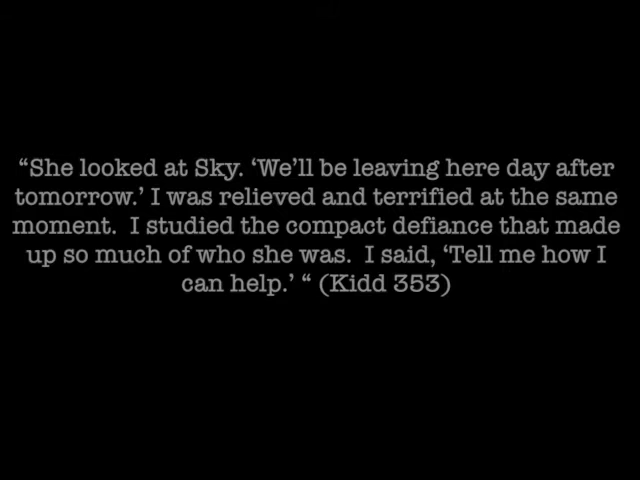 “She looked at Sky. ‘We’ll be leaving here day after
tomorrow.’ I was relieved and terrified at the same
moment.  I studied the compact defiance that made
up so much of who she was.  I said, ‘Tell me how I
can help.’ “ (Kidd 353)